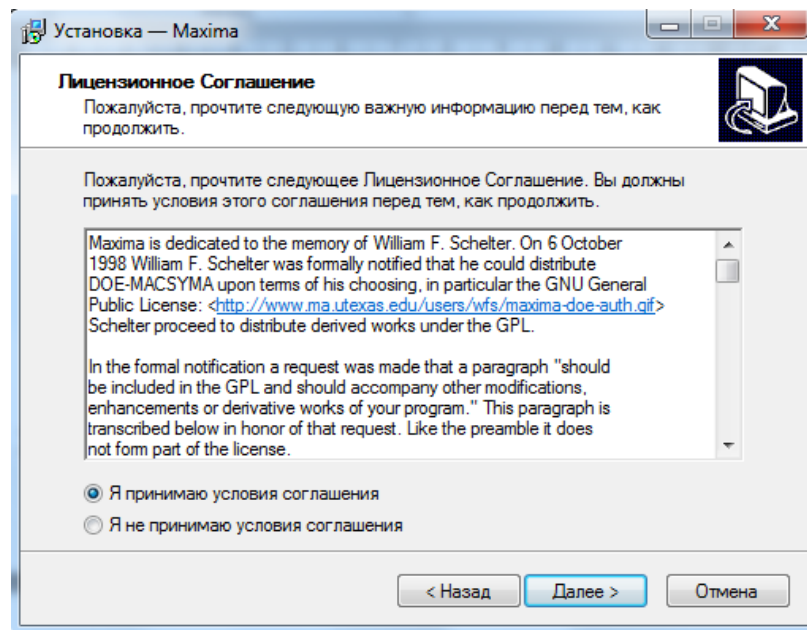 Установка — Maxima
Лицензионное Соглашение
Пожалуйста, прочтите следующую важную информацию перед тем, как
продолжить.
Пожалуйста, прочтите следующее Лицензионное Соглашение. Вы должны
принять условия этого соглашения перед тем, как продолжить.
Maxima is dedicated to the memory of William F. Schelter. On 6 October
1998 William F. Schelter was formally notified that he could distribute
DOE-MACSYMA upon terms of his choosing, in particular the GNU General
Public License: <http://www.ma.utexas.edu/users/wfs/maxima-doe-auth.gif>
Schelter proceed to distribute derived works under the GPL.
In the formal notification a request was made that a paragraph "should
be included in the GPL and should accompany other modifications,
enhancements or derivative works of your program." This paragraph is
transcribed below in honor of that request. Like the preamble it does
not form part of the license.
Я принимаю условия соглашения
Я не принимаю условия соглашения
< Назад
Далее >
Отмена